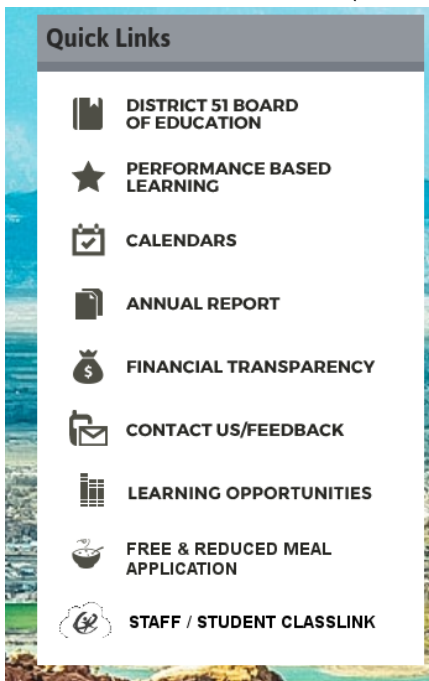 Quick Links
DISTRICT 51 BOARD
OF EDUCATION
PERFORMANCE BASED
LEARNING
CALENDARS
ANNUAL REPORT
$
FINANCIAL TRANSPARENCY
CONTACT US/FEEDBACK
LEARNING OPPORTUNITIES
FREE & REDUCED MEAL
APPLICATION
STAFF / STUDENT CLASSLINK